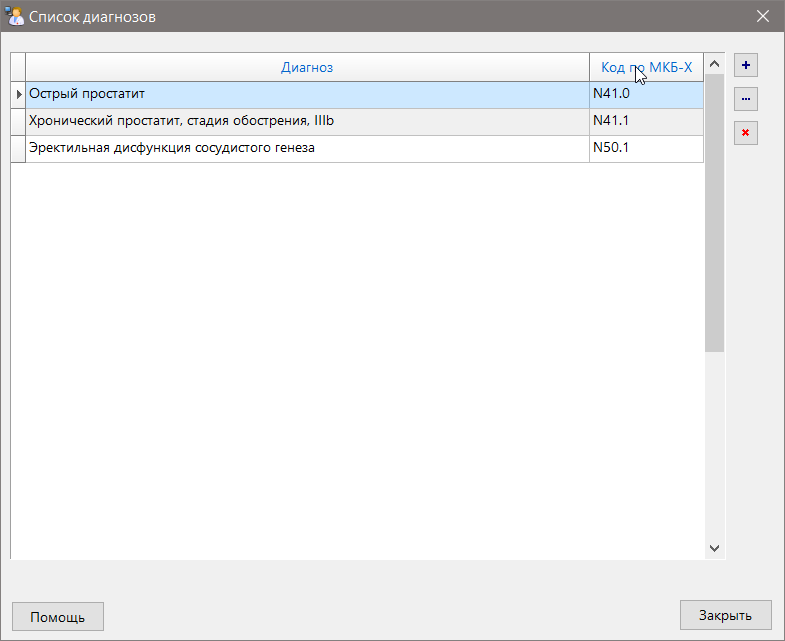 Список диагнозов
Диагноз Код по МКБ-X
Острый простатит N41.0
Хронический простатит, стадия обострения, IIIb N41.1
Эректильная дисфункция сосудистого генеза N50.1
Помощь Закрыть